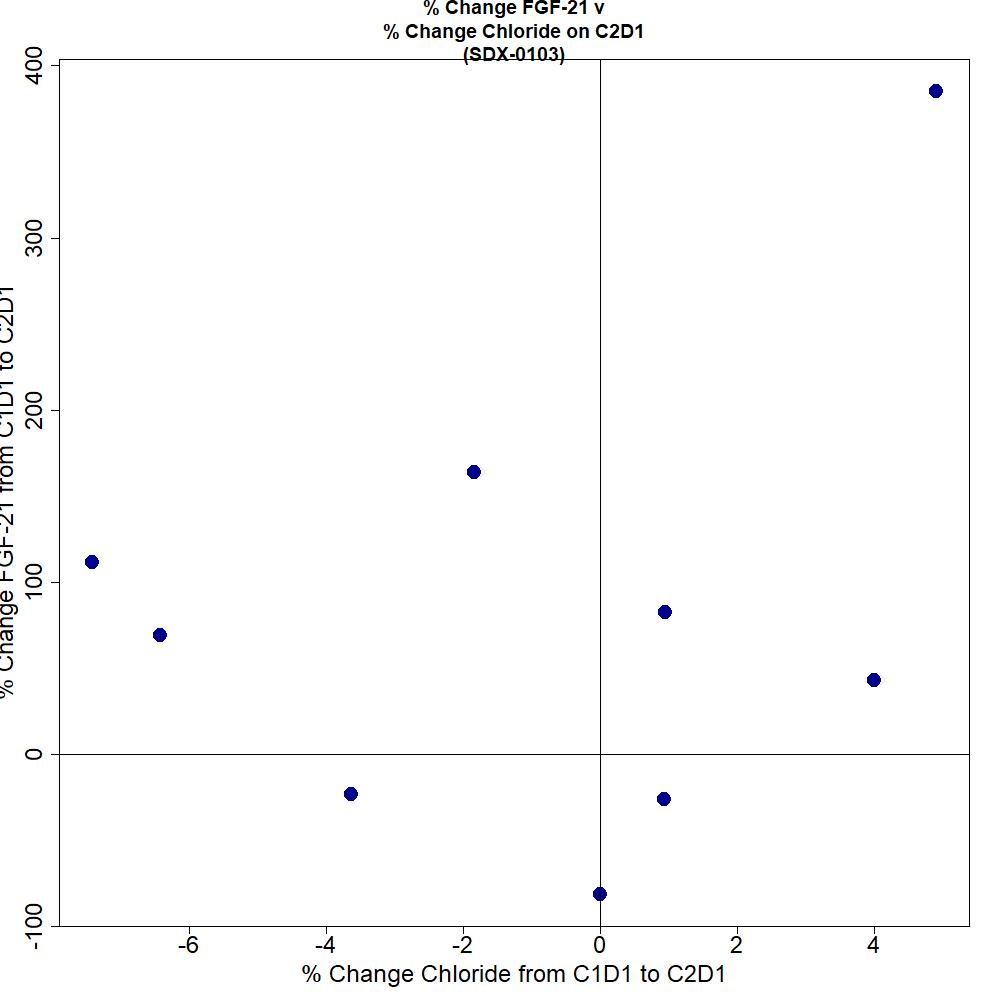 % Change FGF-21 v
% Change Chloride on C2D1
(SDX-0103)
% Change FGF-21 from C1D1 to C2D1
400
300
200
100
0
-100
-6
-4
-2
0
2
4
% Change Chloride from C1D1 to C2D1